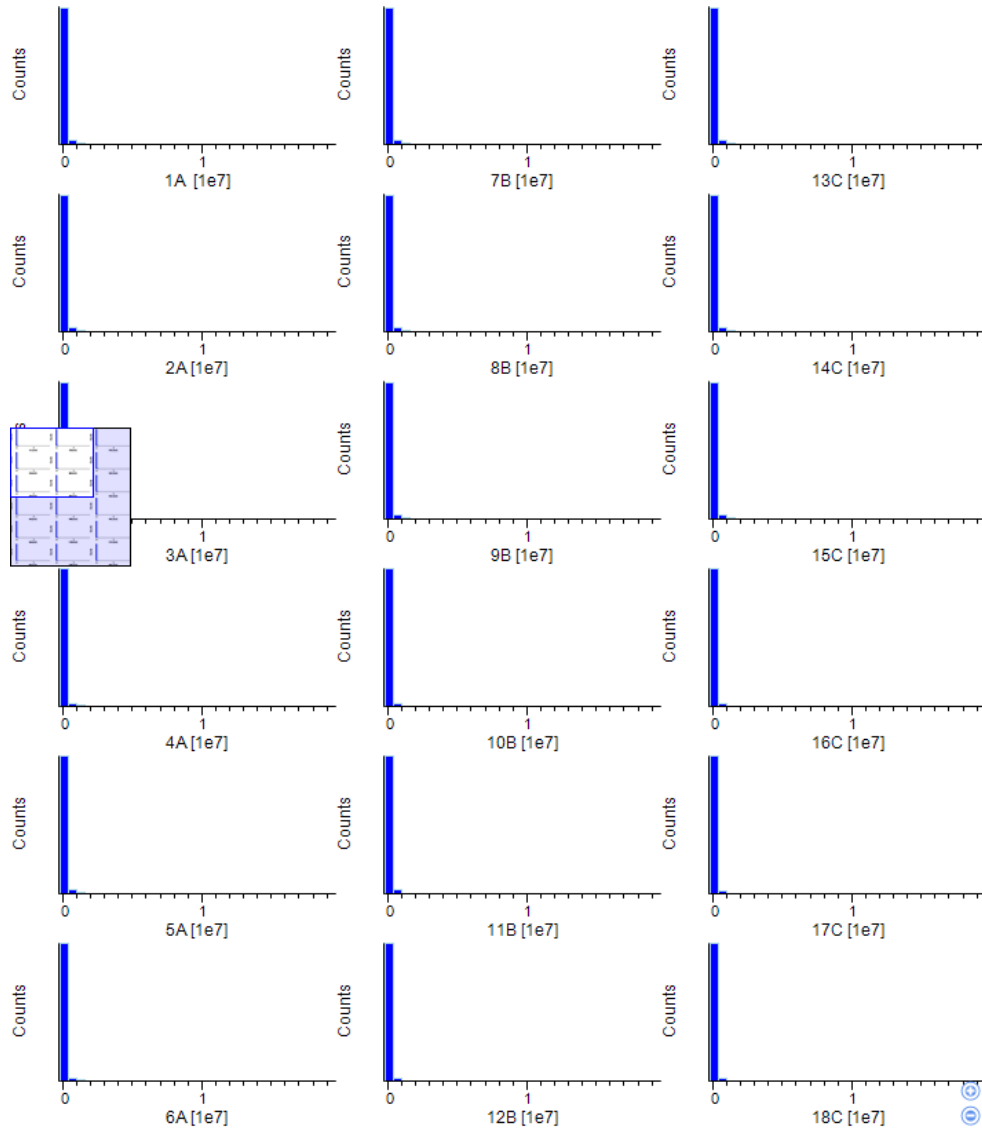 Counts
0 1
1A [1e7]
Counts
0 1
7B [1e7]
Counts
0 1
13C [1e7]
Counts
0 1
2A [1e7]
Counts
0 1
8B [1e7]
Counts
0 1
14C [1e7]
0 1
3A [1e7]
Counts
0 1
9B [1e7]
Counts
0 1
15C [1e7]
Counts
0 1
4A [1e7]
Counts
0 1
10B [1e7]
Counts
0 1
16C [1e7]
Counts
0 1
5A [1e7]
Counts
0 1
11B [1e7]
Counts
0 1
17C [1e7]
Counts
0 1
6A [1e7]
Counts
0 1
12B [1e7]
Counts
0 1
18C [1e7]